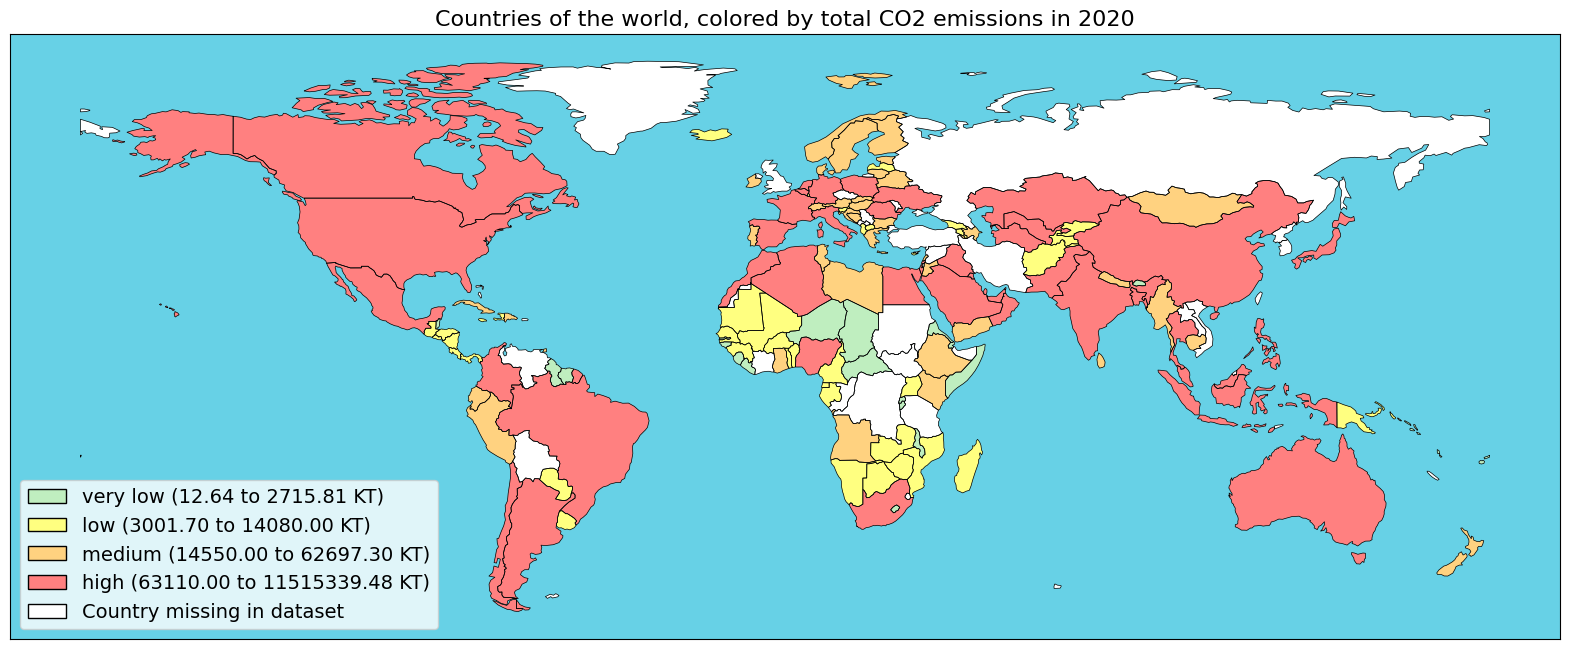 Countries of the world, colored by total CO2 emissions in 2020
very low (12.64 to 2715.81 KT)
low (3001.70 to 14080.00 KT)
medium (14550.00 to 62697.30 KT)
high (63110.00 to 11515339.48 KT)
Country missing in dataset